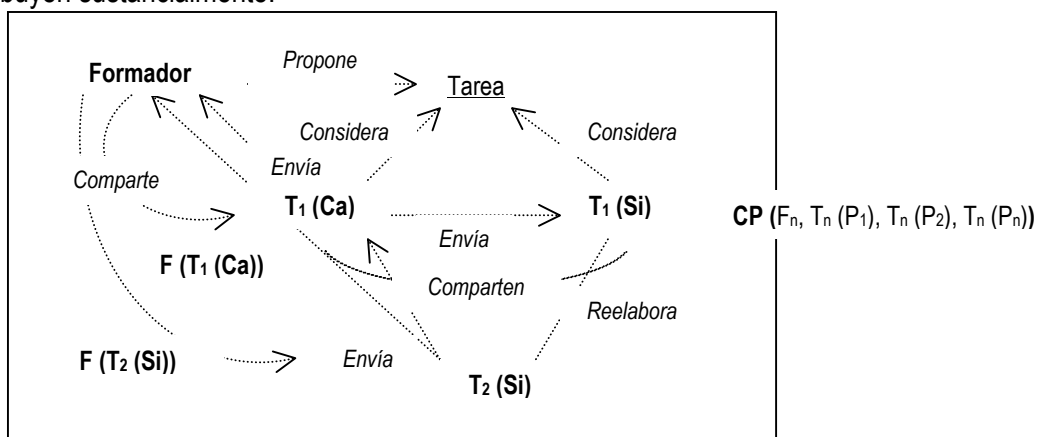 buyen sustancialmente.
Propone
Formador
Tarea
Considera
Considera
Envía
Comparte
T1 (Ca)
T1 (Si)
CP (Fn, Tn (P1), Tn (P2), Tn (Pn))
Envía
F (T1 (Ca))
Comparten
Reelabora
F (T2 (Si))
Envía
T2 (Si)